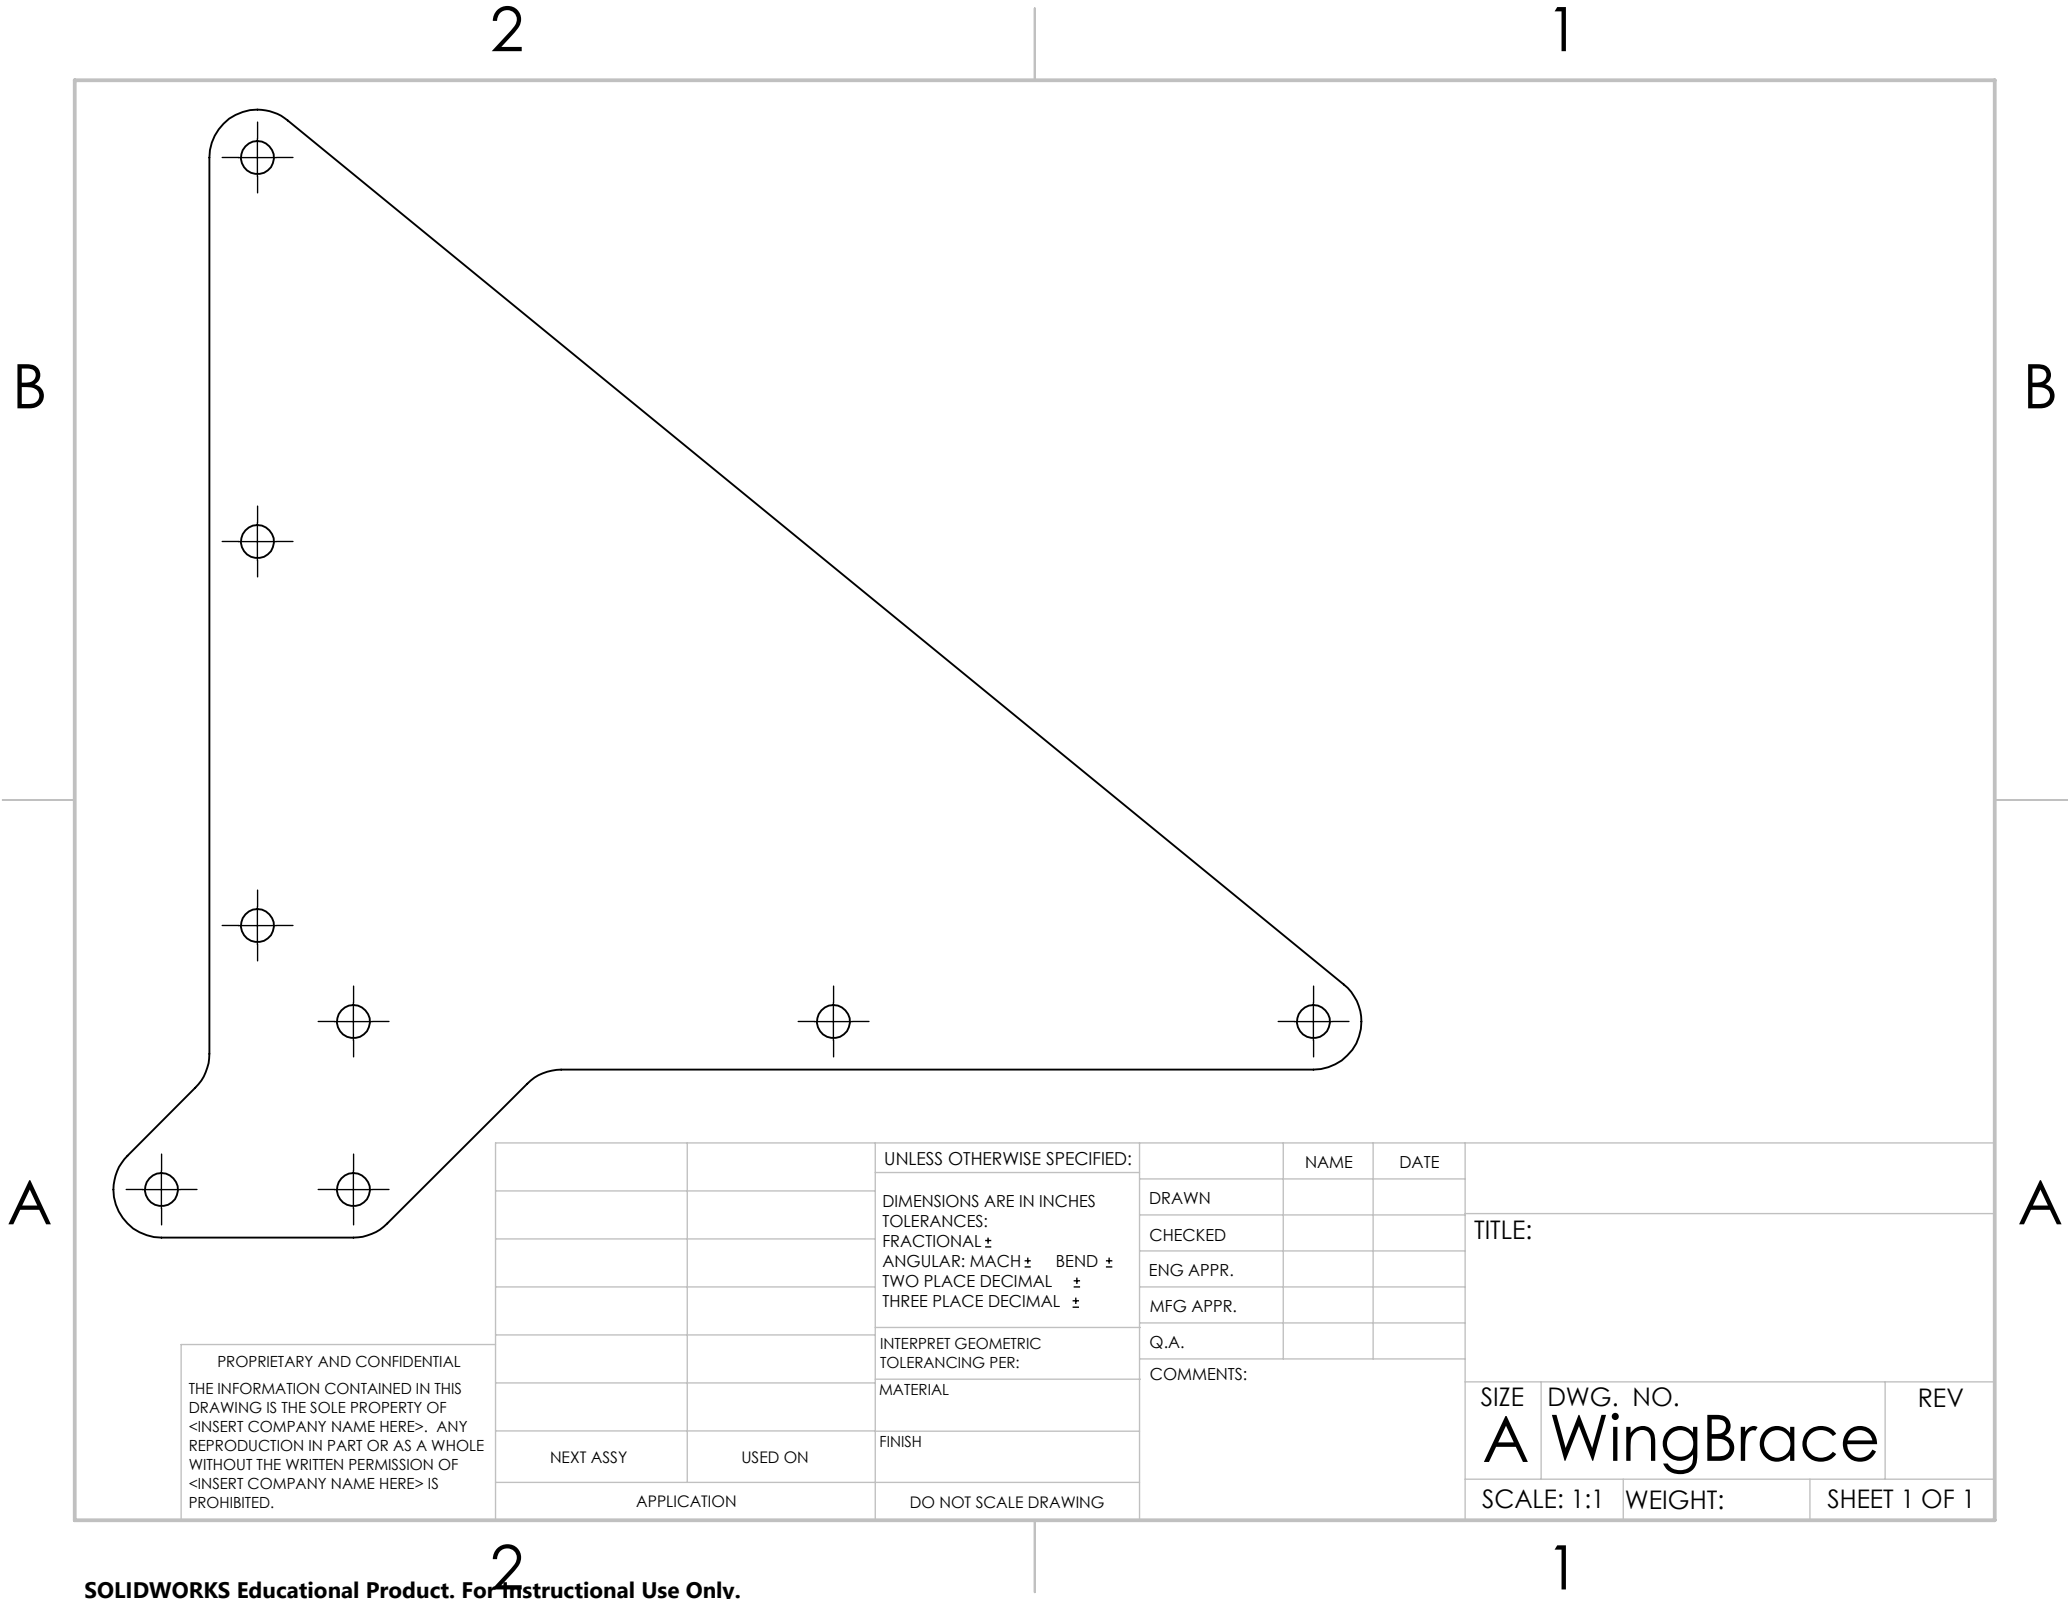 2 1
B B
A A
UNLESS OTHERWISE SPECIFIED:
DIMENSIONS ARE IN INCHES
TOLERANCES:
FRACTIONAL ±
ANGULAR: MACH ± BEND ±
TWO PLACE DECIMAL ±
THREE PLACE DECIMAL ±
INTERPRET GEOMETRIC
TOLERANCING PER:
MATERIAL
FINISH
DO NOT SCALE DRAWING
NAME DATE
DRAWN
CHECKED
ENG APPR.
MFG APPR.
Q.A.
COMMENTS:
TITLE:
SIZE DWG. NO. REV
A WingBrace
SCALE: 1:1 WEIGHT: SHEET 1 OF 1
PROPRIETARY AND CONFIDENTIAL
THE INFORMATION CONTAINED IN THIS
DRAWING IS THE SOLE PROPERTY OF
<INSERT COMPANY NAME HERE>. ANY
REPRODUCTION IN PART OR AS A WHOLE
WITHOUT THE WRITTEN PERMISSION OF
<INSERT COMPANY NAME HERE> IS
PROHIBITED.
NEXT ASSY USED ON
APPLICATION
2 1
SOLIDWORKS Educational Product. For Instructional Use Only.